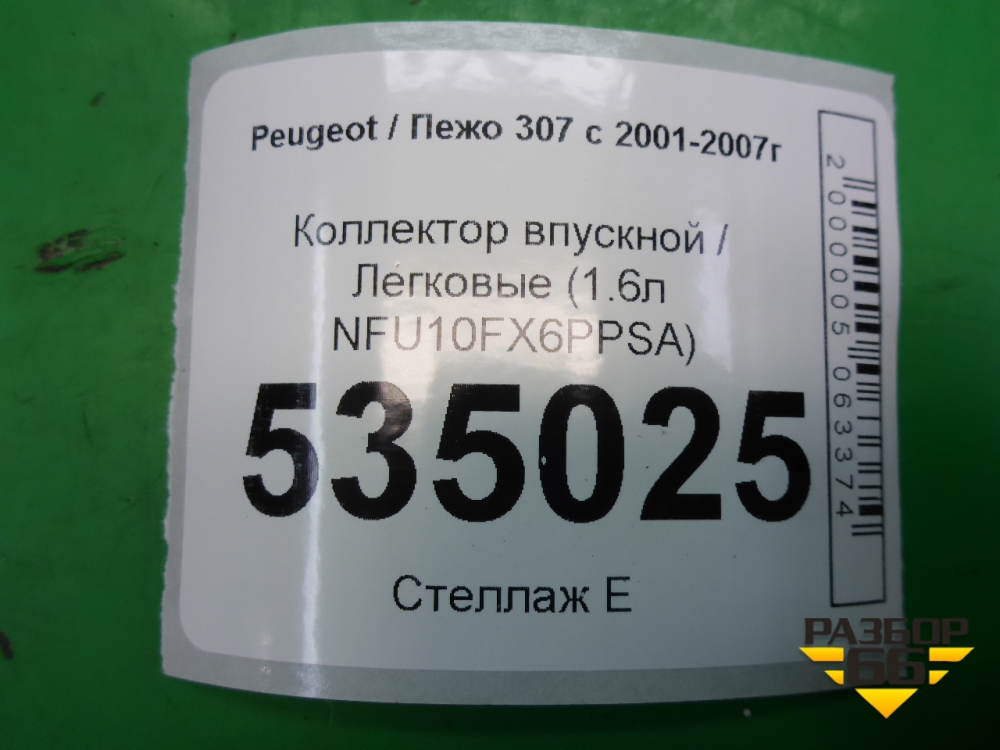 Peugeot / Пежо 307 с 2001-2007г
Коллектор впускной /
Легковые (1.6л
NFU10FX6PPSA)
535025
Стеллаж E
2000005063374
РАЗБОР
66